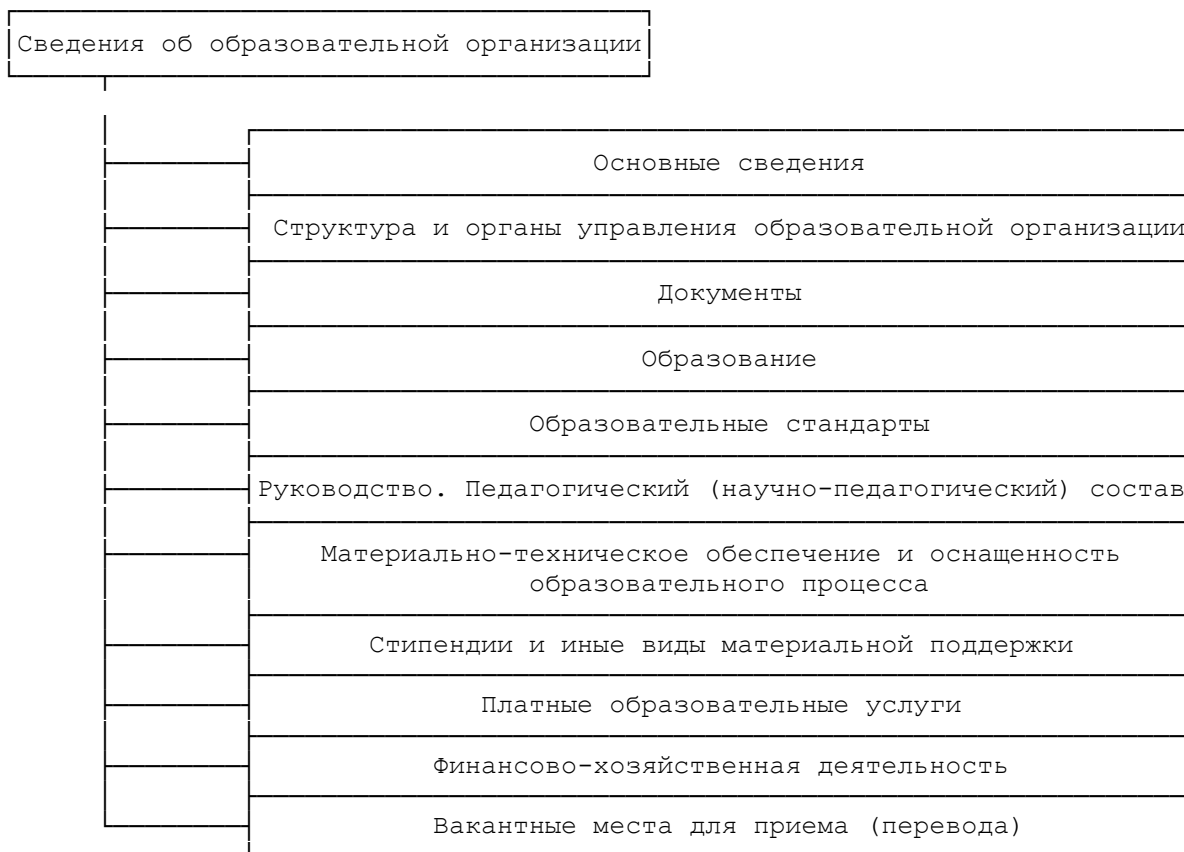 Сведения об образовательной организации
Основные сведения
Структура и органы управления образовательной организации
Документы
Образование
Образовательные стандарты
Руководство. Педагогический (научно-педагогический) состав
Материально-техническое обеспечение и оснащенность
образовательного процесса
Стипендии и иные виды материальной поддержки
Платные образовательные услуги
Финансово-хозяйственная деятельность
Вакантные места для приема (перевода)